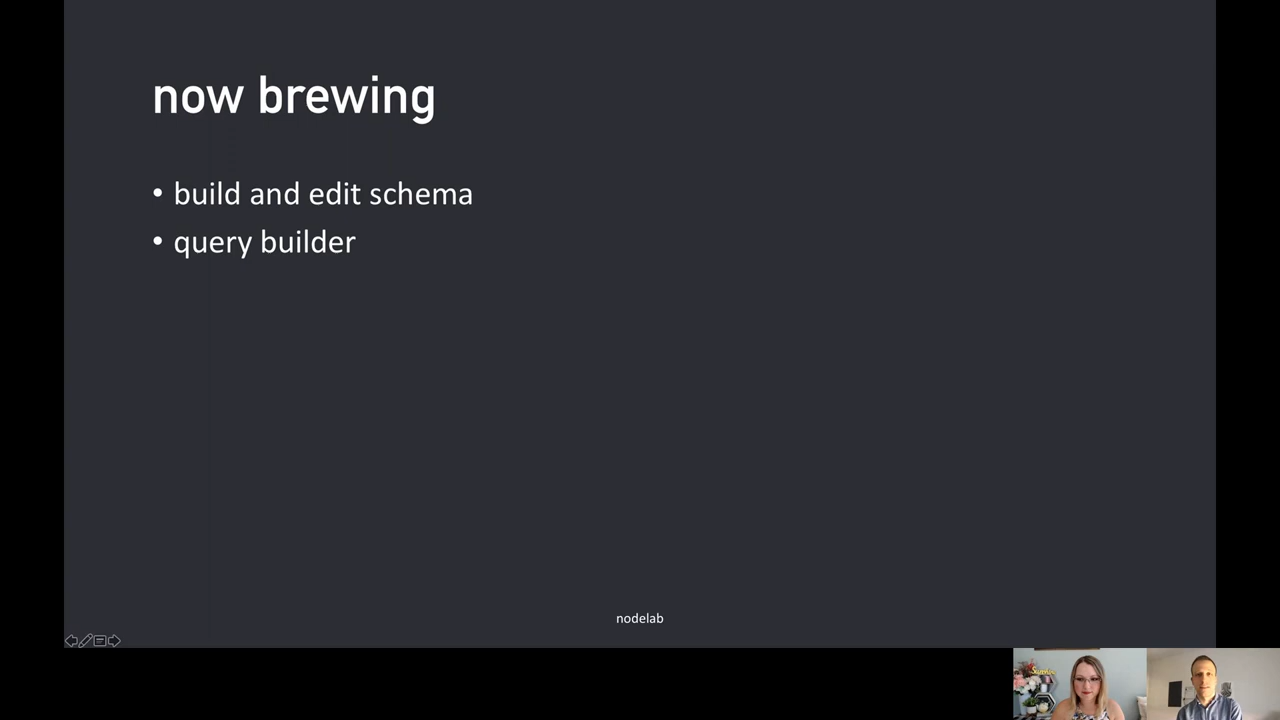 now brewing
• build and edit schema
• query builder
nodelab